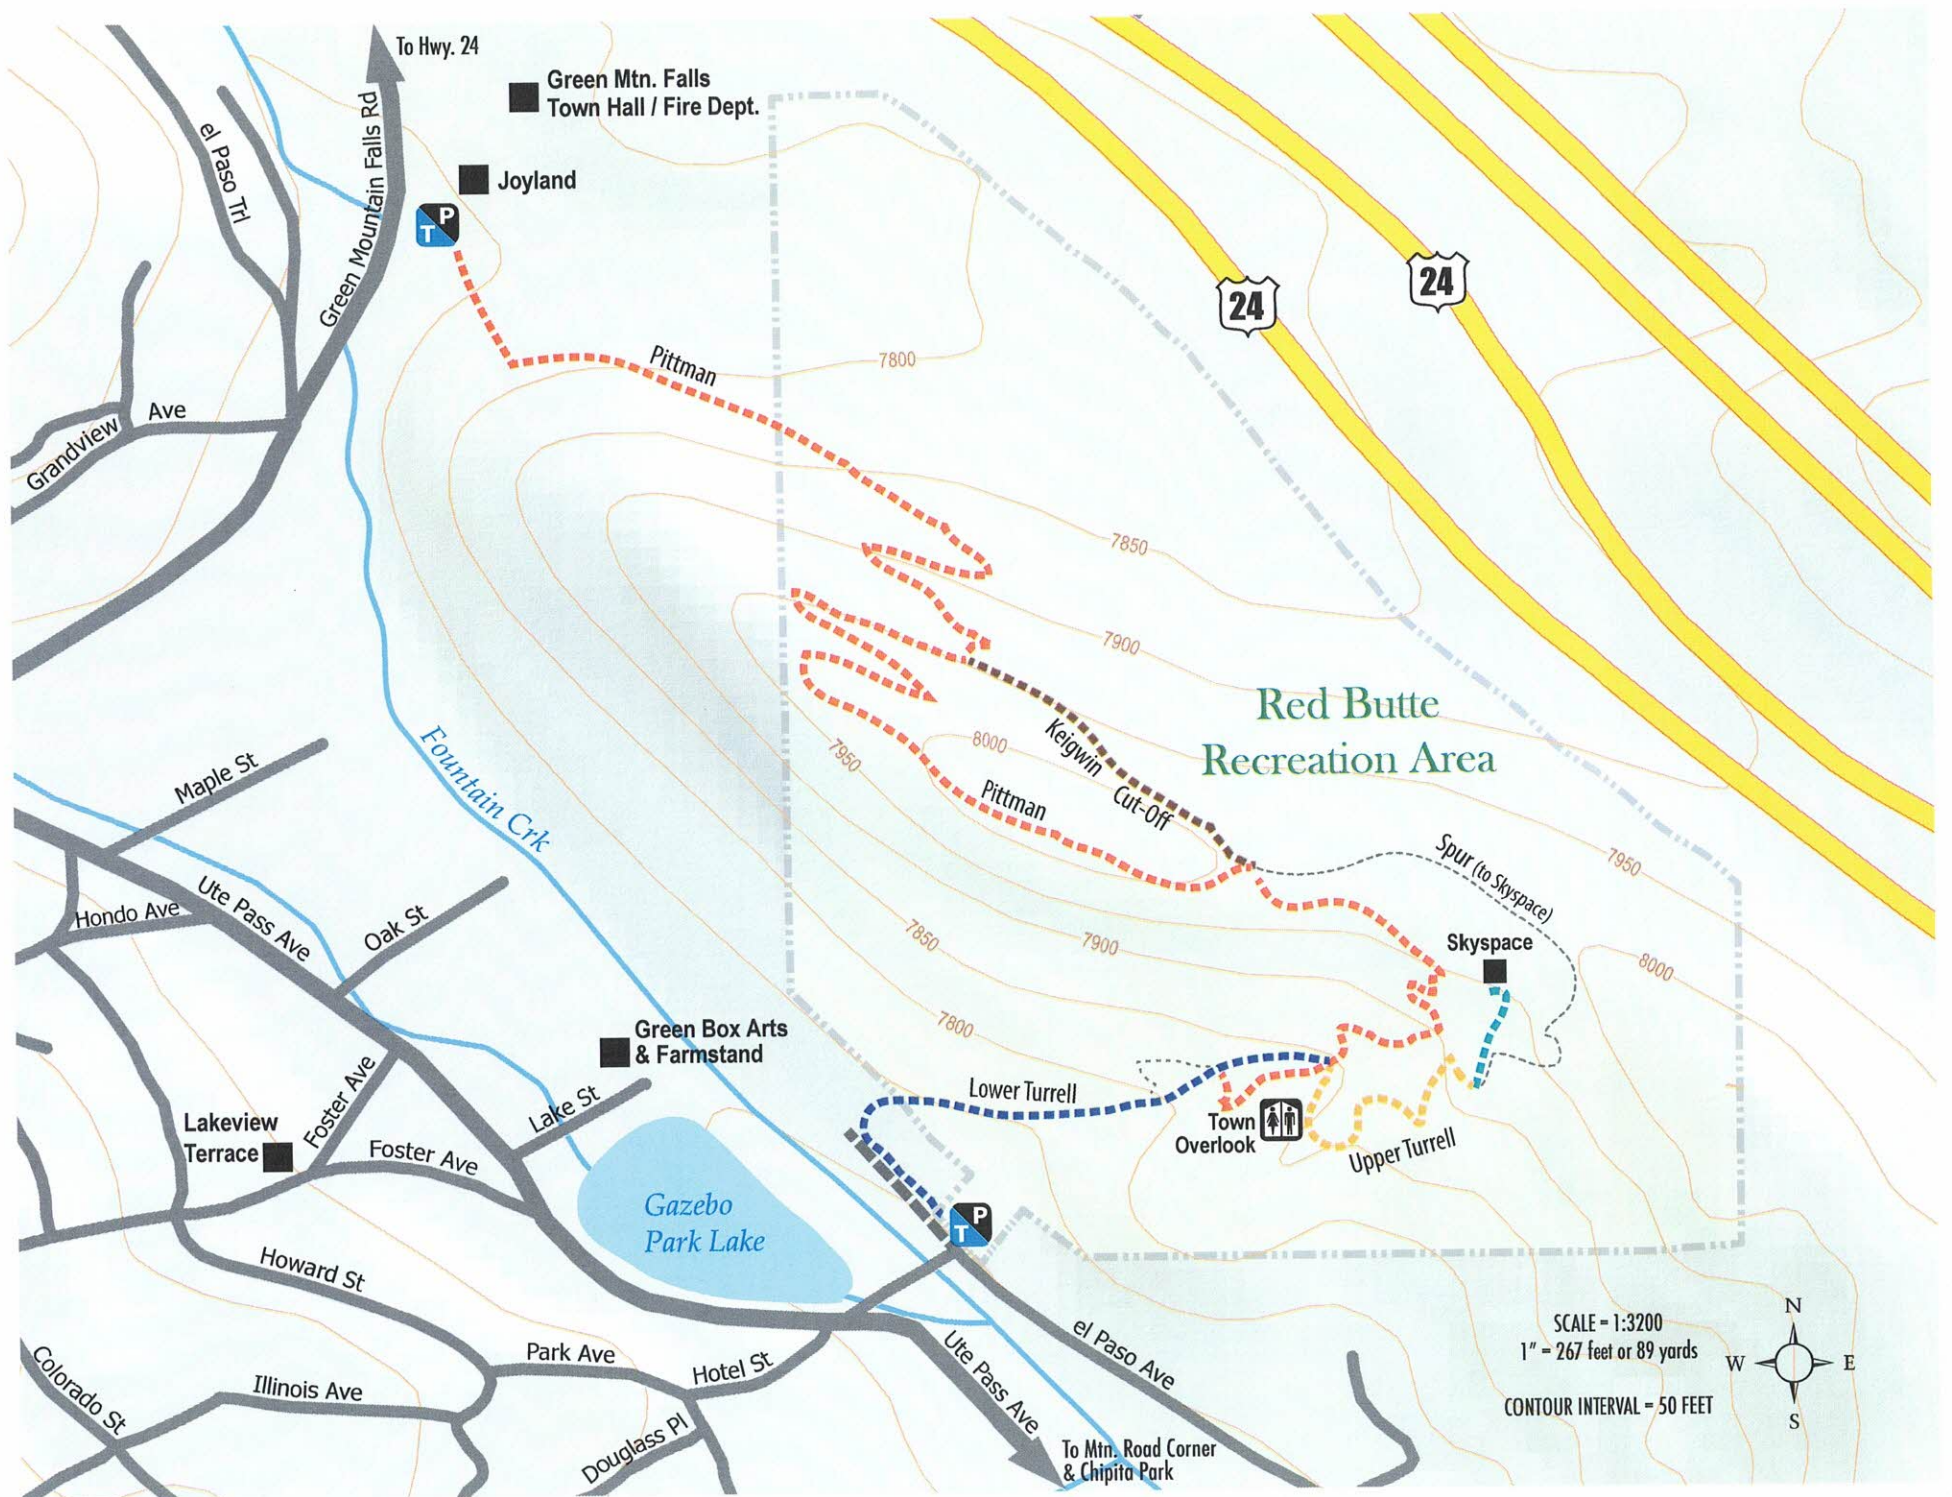 To Hwy. 24
Green Mtn. Falls
Town Hall / Fire Dept.
Joyland
P
T
el Paso Trl
Green Mountain Falls Rd
24
24
Pittman
7800
Grandview
Ave
7850
7900
Red Butte
Recreation Area
8000
7950
Keigwin
Cut-Off
Pittman
Fountain Crk
Maple St
Spur (to Skyspace)
7950
Ute Pass Ave
Hondo Ave
Oak St
7850
7900
Skyspace
8000
7800
Green Box Arts
& Farmstand
Lake St
Lower Turrell
Town
Overlook
Upper Turrell
Lakeview
Terrace
Foster Ave
Foster Ave
Gazebo
Park Lake
P
T
Howard St
el Paso Ave
Park Ave
Hotel St
Ute Pass Ave
Illinois Ave
Colorado St
Douglass Pl
To Mtn. Road Corner
& Chipita Park
SCALE = 1:3200
1" = 267 feet or 89 yards
CONTOUR INTERVAL = 50 FEET
N
W
E
S